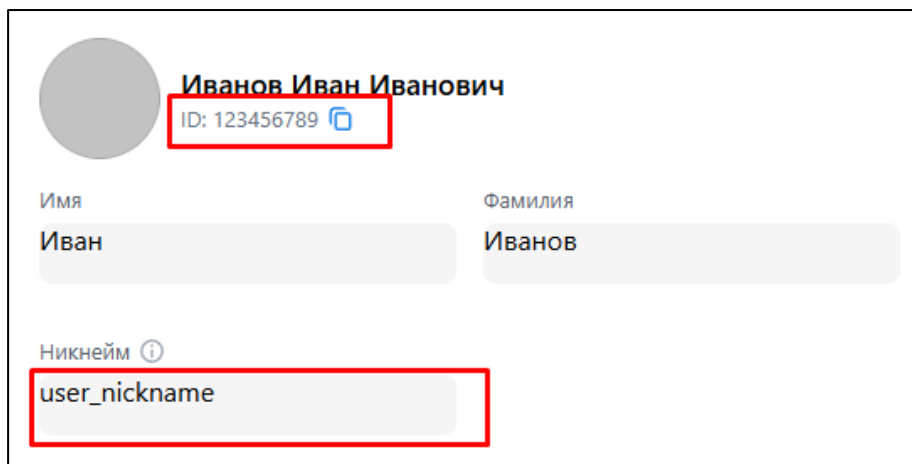 Иванов Иван Иванович
ID: 123456789
Имя
Фамилия
Иван
Иванов
Никнейм
user_nickname